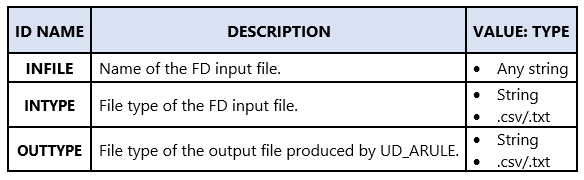 ID NAME DESCRIPTION VALUE: TYPE
INFILE Name of the FD input file. • Any string
INTYPE File type of the FD input file. • String
• .csv/.txt
OUTTYPE File type of the output file produced by UD_ARULE. • String
• .csv/.txt